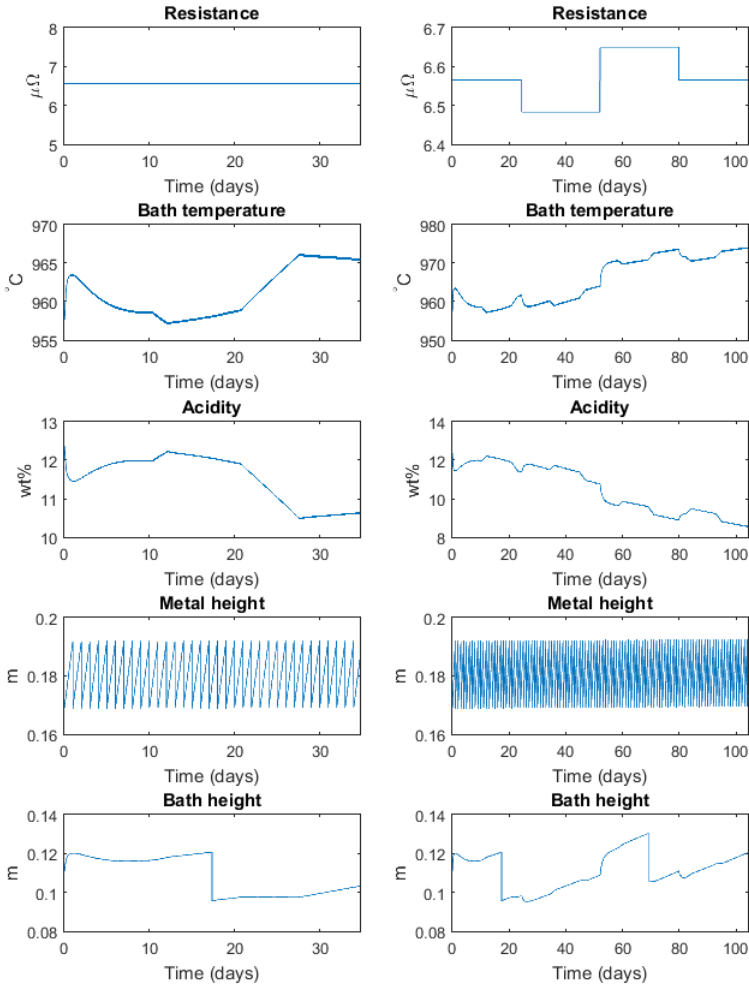 Resistance
8
7
6
5
μΩ
0 10 20 30
Time (days)
Resistance
6.7
6.6
6.5
6.4
μΩ
0 20 40 60 80 100
Time (days)
Bath temperature
970
965
960
955
°C
0 10 20 30
Time (days)
Bath temperature
980
970
960
950
°C
0 20 40 60 80 100
Time (days)
Acidity
13
12
11
10
wt%
0 10 20 30
Time (days)
Acidity
14
12
10
8
wt%
0 20 40 60 80 100
Time (days)
Metal height
0.2
0.18
0.16
m
0 10 20 30
Time (days)
Metal height
0.2
0.18
0.16
m
0 20 40 60 80 100
Time (days)
Bath height
0.14
0.12
0.1
0.08
m
0 10 20 30
Time (days)
Bath height
0.14
0.12
0.1
0.08
m
0 20 40 60 80 100
Time (days)